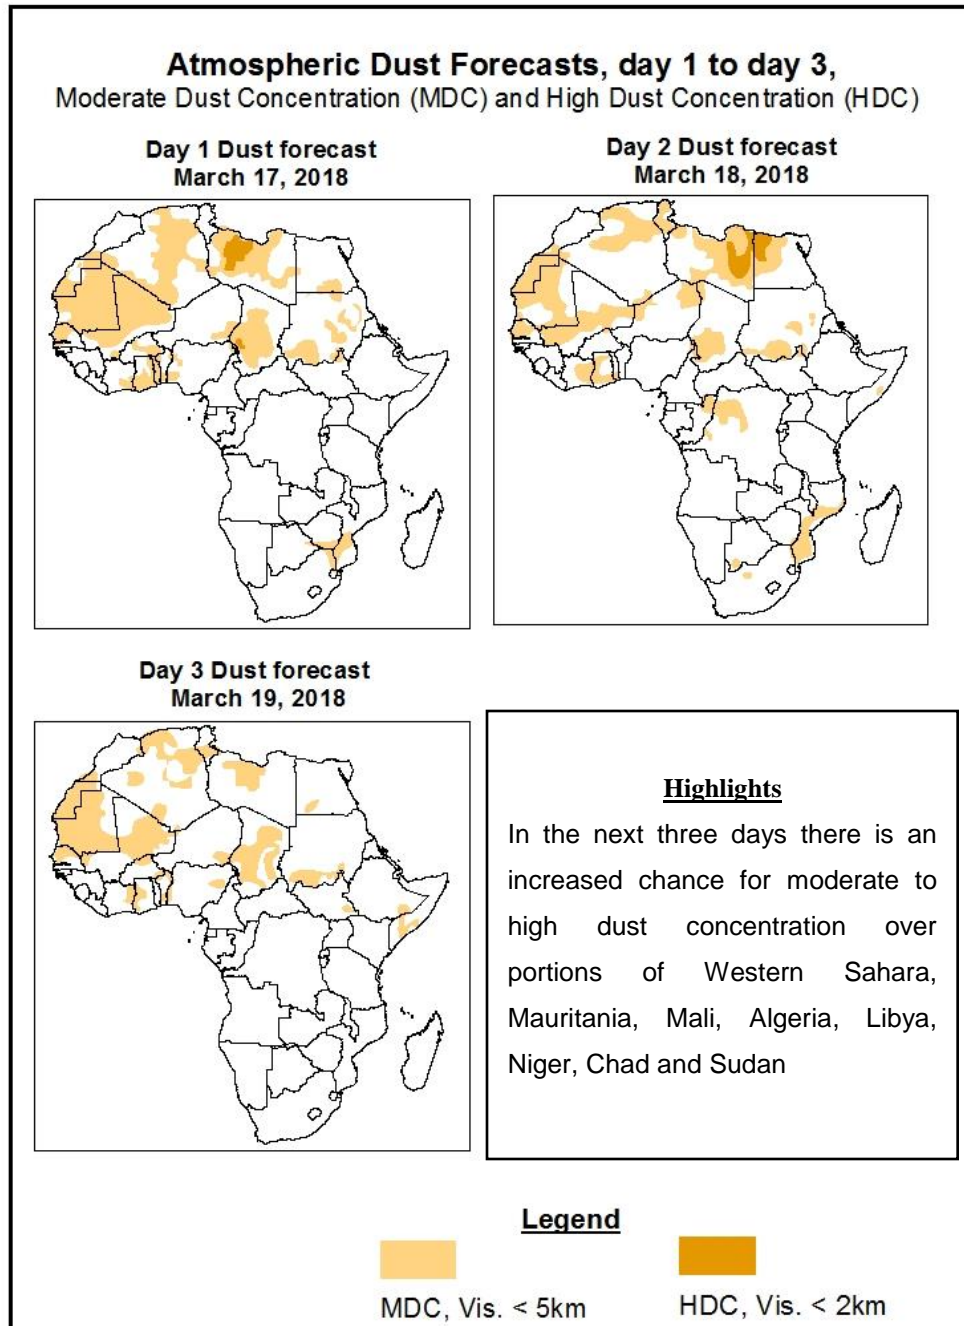 Atmospheric Dust Forecasts, day 1 to day 3,
Moderate Dust Concentration (MDC) and High Dust Concentration (HDC)
Day 1 Dust forecast
March 17, 2018
Day 2 Dust forecast
March 18, 2018
Day 3 Dust forecast
March 19, 2018
Highlights
In the next three days there is an
increased chance for moderate to
high dust concentration over
portions of Western Sahara,
Mauritania, Mali, Algeria, Libya,
Niger, Chad and Sudan
Legend
MDC, Vis. < 5km
HDC, Vis. < 2km